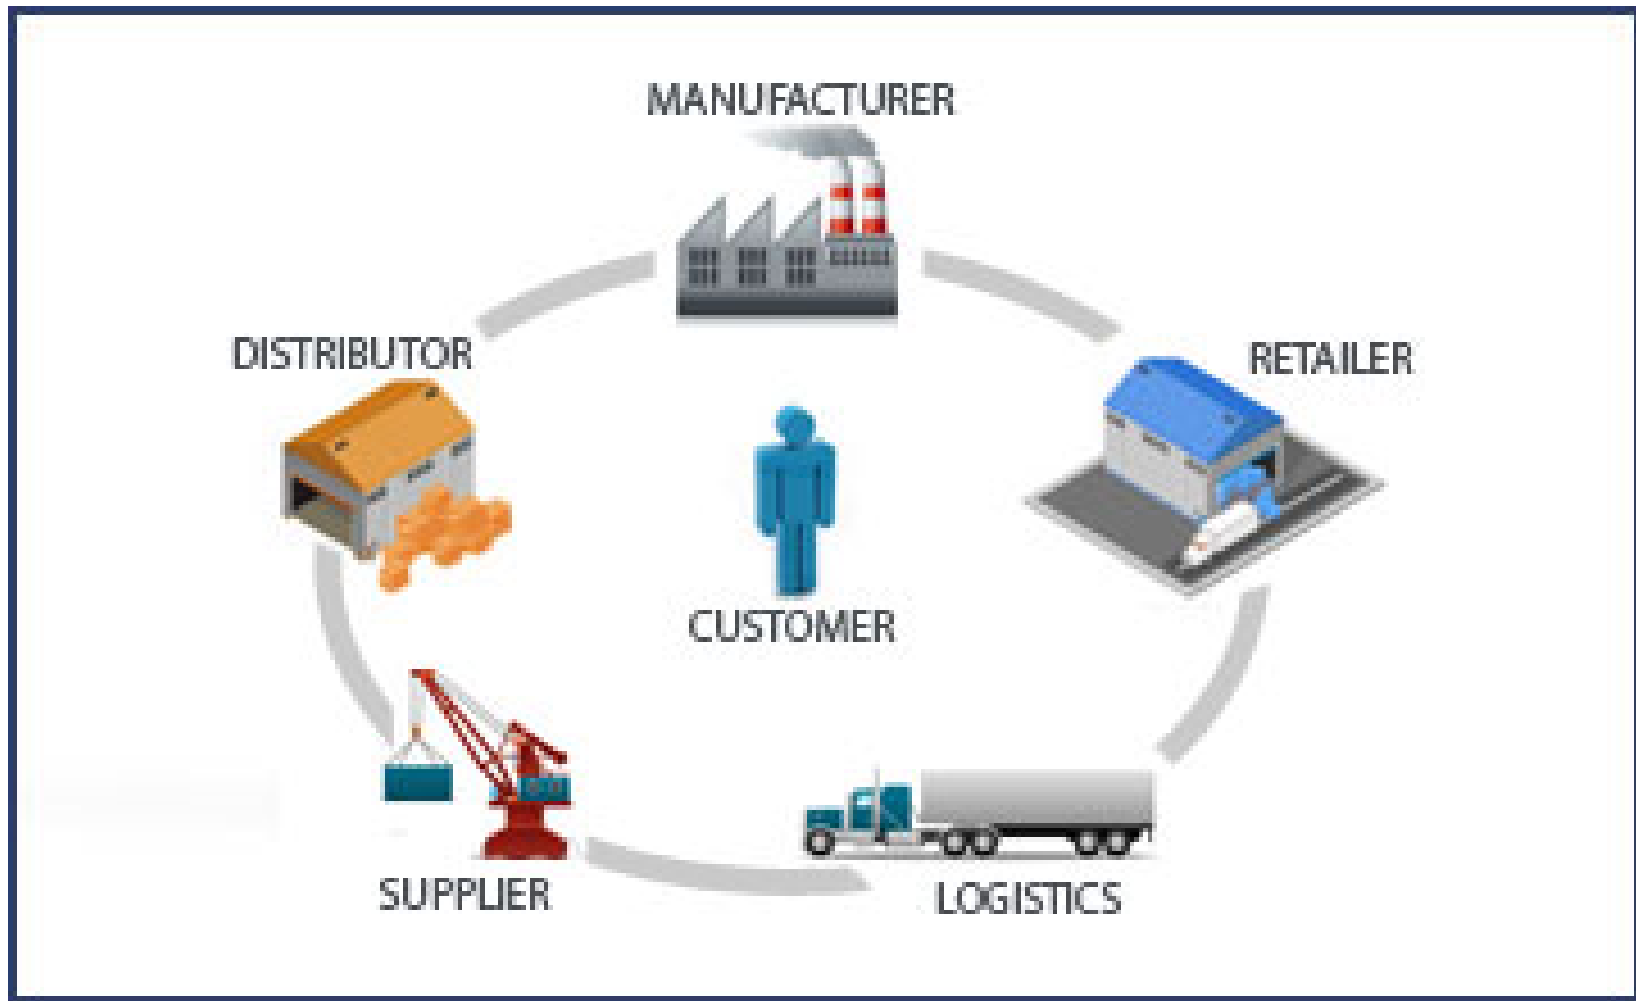 MANUFACTURER
DISTRIBUTOR
RETAILER
CUSTOMER
SUPPLIER
LOGISTICS